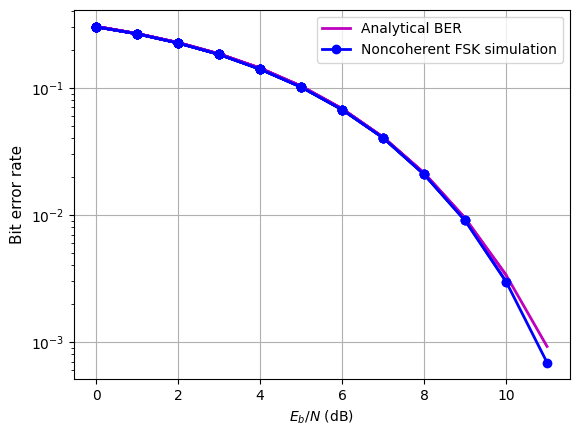 Analytical BER
Noncoherent FSK simulation
Bit error rate
10⁻¹
10⁻²
10⁻³
0 2 4 6 8 10
E_b/N (dB)